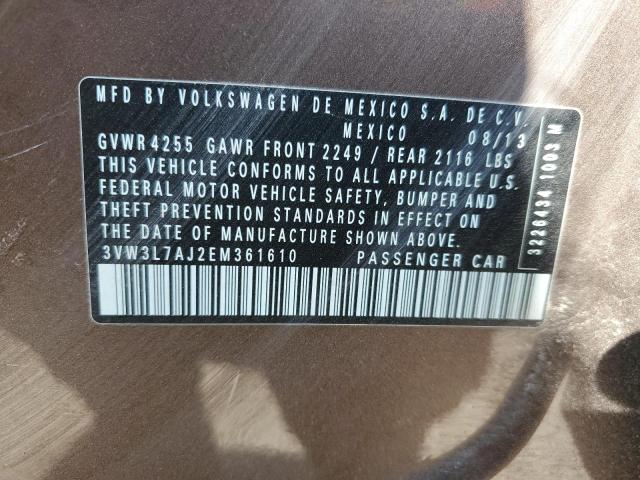 MFD BY VOLKSWAGEN DE MEXICO S.A. DE C.V.
MEXICO 08/13
GVWR 4255 GAWR FRONT 2249 / REAR 2116 LBS
THIS VEHICLE CONFORMS TO ALL APPLICABLE U.S.
FEDERAL MOTOR VEHICLE SAFETY, BUMPER AND
THEFT PREVENTION STANDARDS IN EFFECT ON
THE DATE OF MANUFACTURE SHOWN ABOVE.
3VW3L7AJ2EM361610 PASSENGER CAR
3226434 1003 M